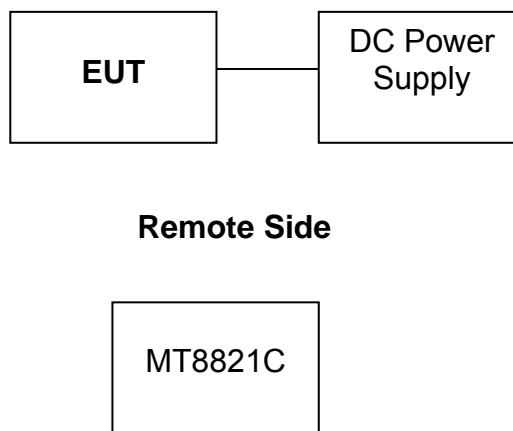 EUT
DC Power
Supply
Remote Side
MT8821C